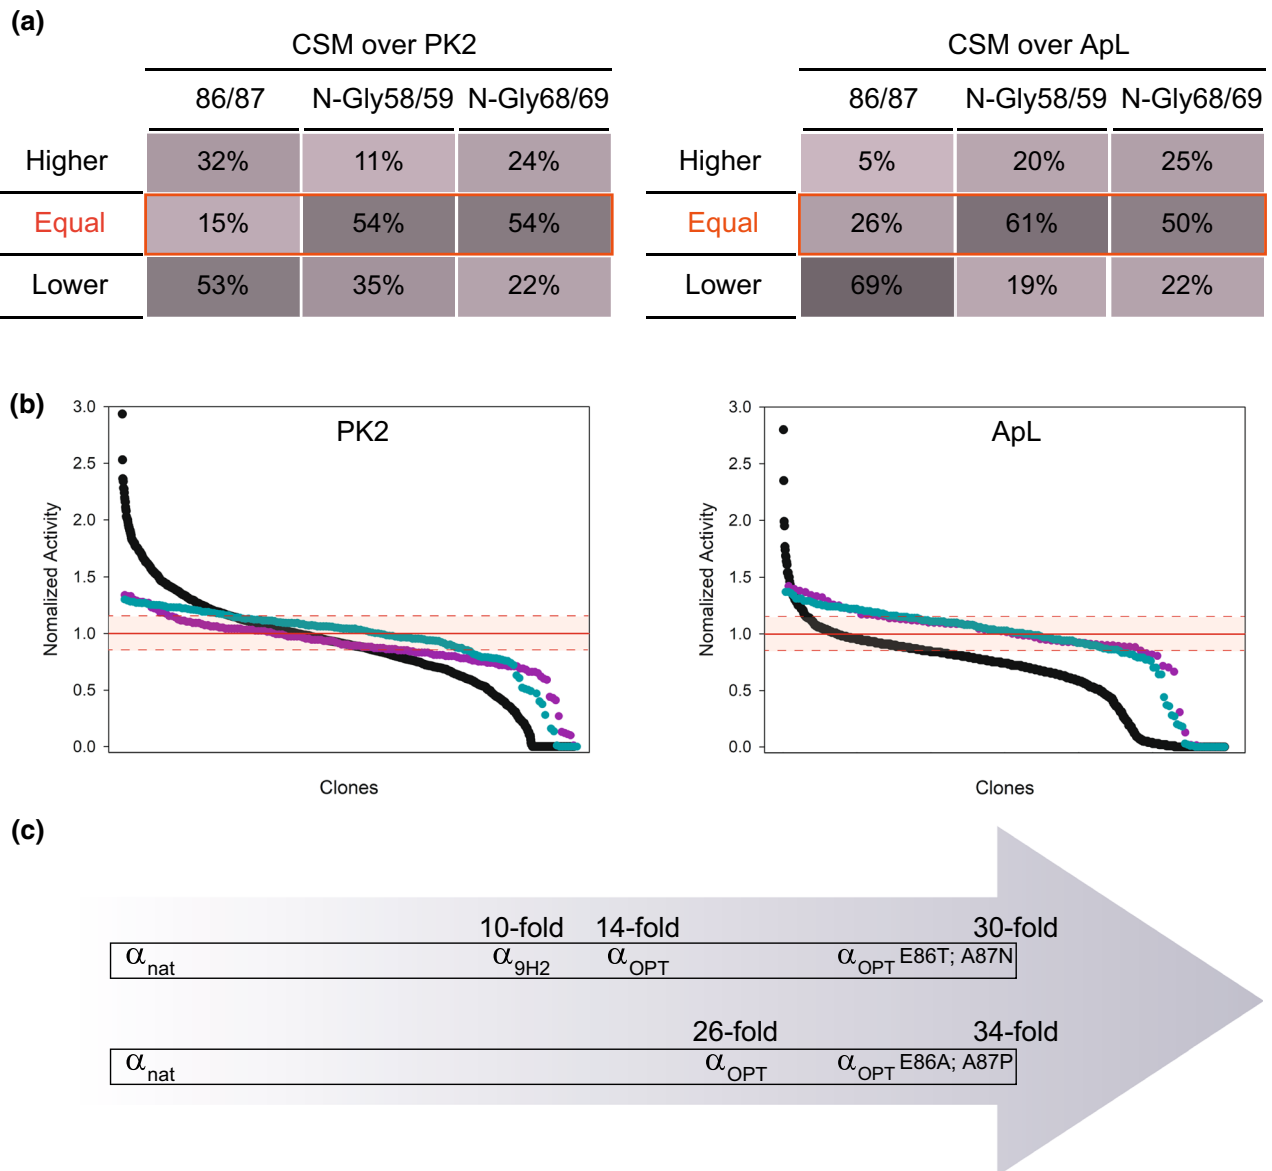 (a)
CSM over PK2
86/87 N-Gly58/59 N-Gly68/69
Higher 32% 11% 24%
Equal 15% 54% 54%
Lower 53% 35% 22%
CSM over ApL
86/87 N-Gly58/59 N-Gly68/69
Higher 5% 20% 25%
Equal 26% 61% 50%
Lower 69% 19% 22%
(b)
PK2
Nomalized Activity
3.0
2.5
2.0
1.5
1.0
0.5
0.0
Clones
ApL
Nomalized Activity
3.0
2.5
2.0
1.5
1.0
0.5
0.0
Clones
(c)
10-fold 14-fold 30-fold
αnat α9H2 αOPT αOPT E86T; A87N
26-fold 34-fold
αnat αOPT αOPT E86A; A87P